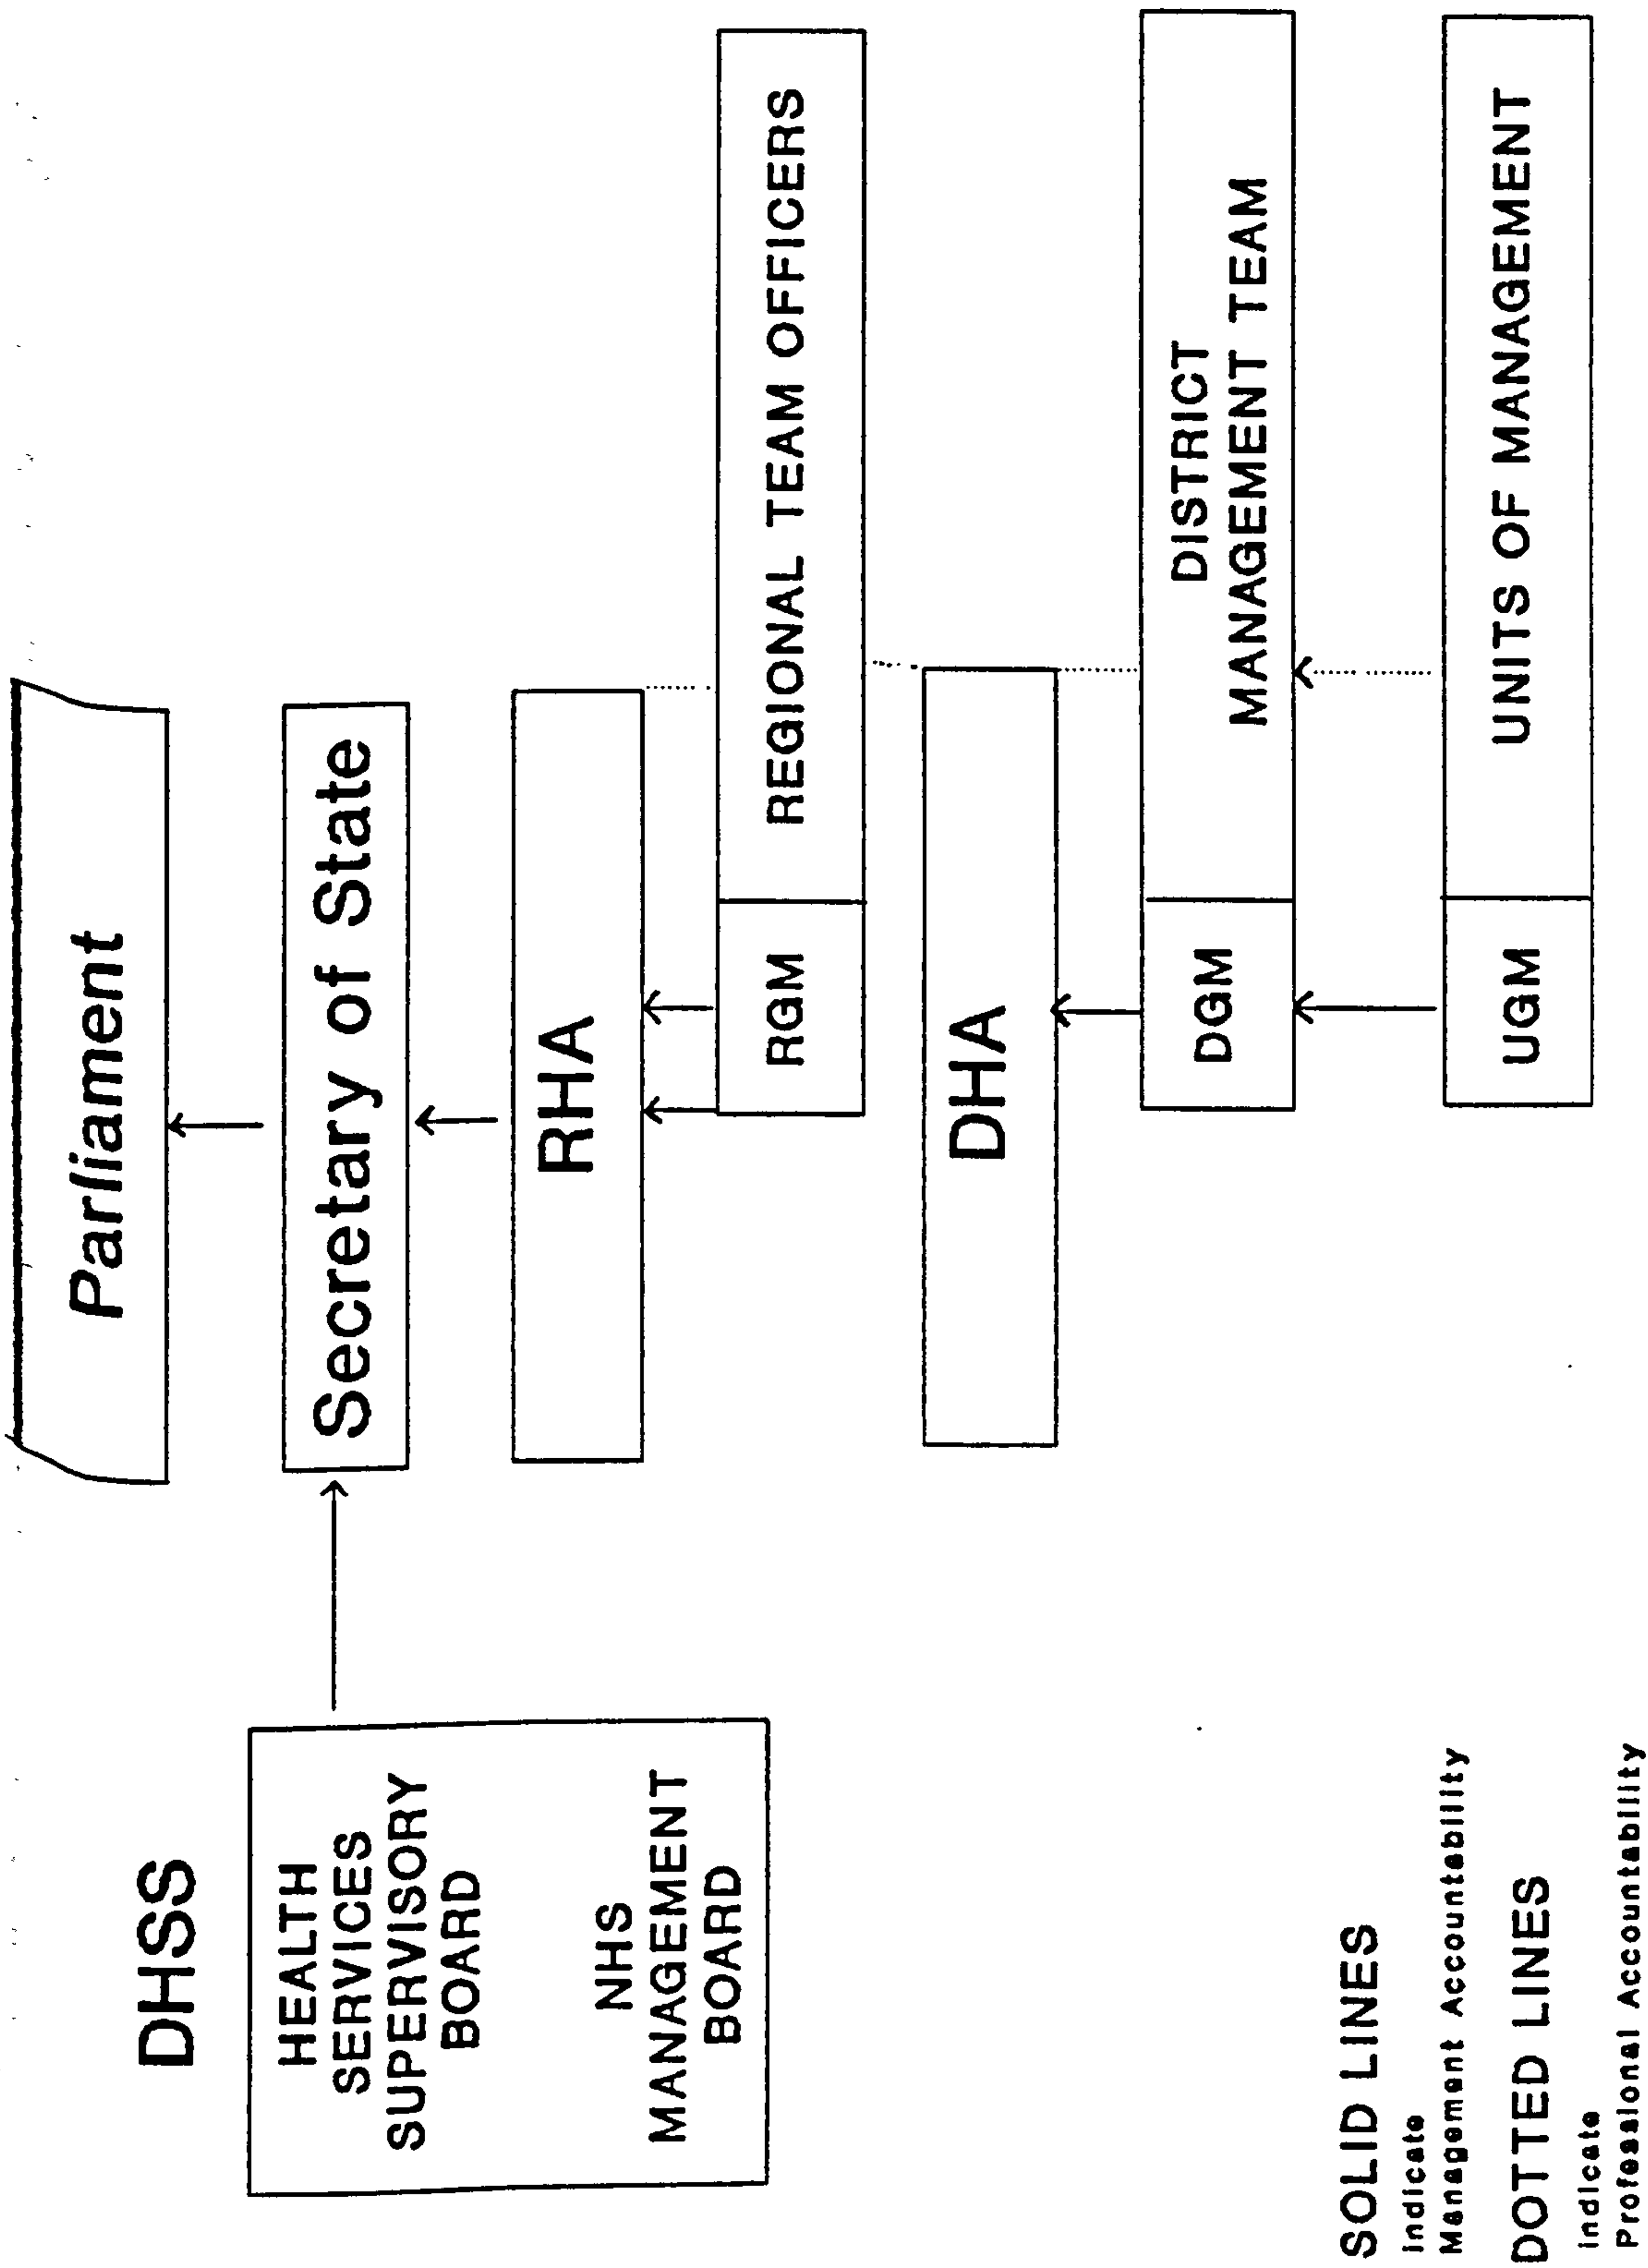 Parliament
DHSS
HEALTH
SERVICES
SUPERVISORY
BOARD
NHS
MANAGEMENT
BOARD
Secretary of State
RHA
RGM
REGIONAL TEAM OFFICERS
DHA
DGM
DISTRICT
MANAGEMENT TEAM
UGM
UNITS OF MANAGEMENT
SOLID LINES
indicate
Management Accountability
DOTTED LINES
indicate
Professional Accountability